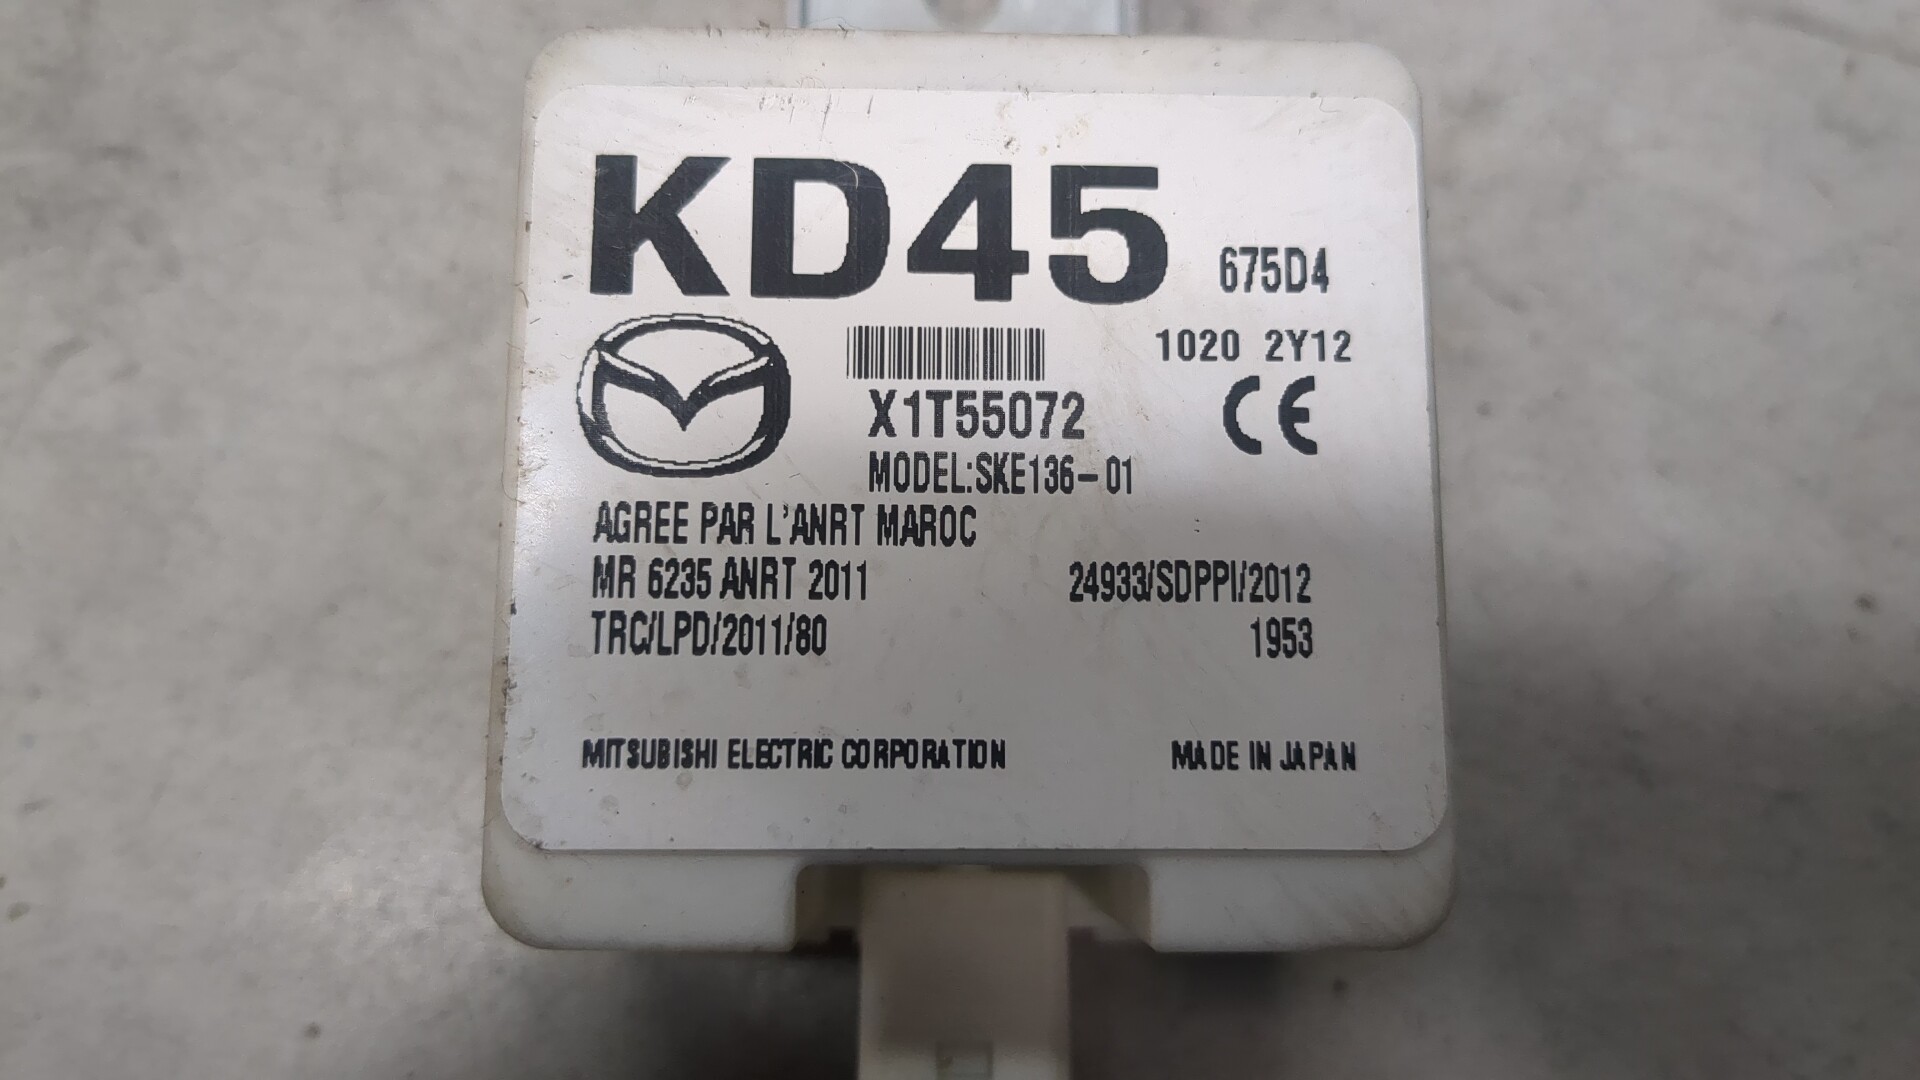 KD45 675D4
1020 2Y12
X1T55072
MODEL:SKE136-01
CE
AGREE PAR L'ANRT MAROC
MR 6235 ANRT 2011 24933/SDPPI/2012
TRC/LPD/2011/80 1953
MITSUBISHI ELECTRIC CORPORATION MADE IN JAPAN